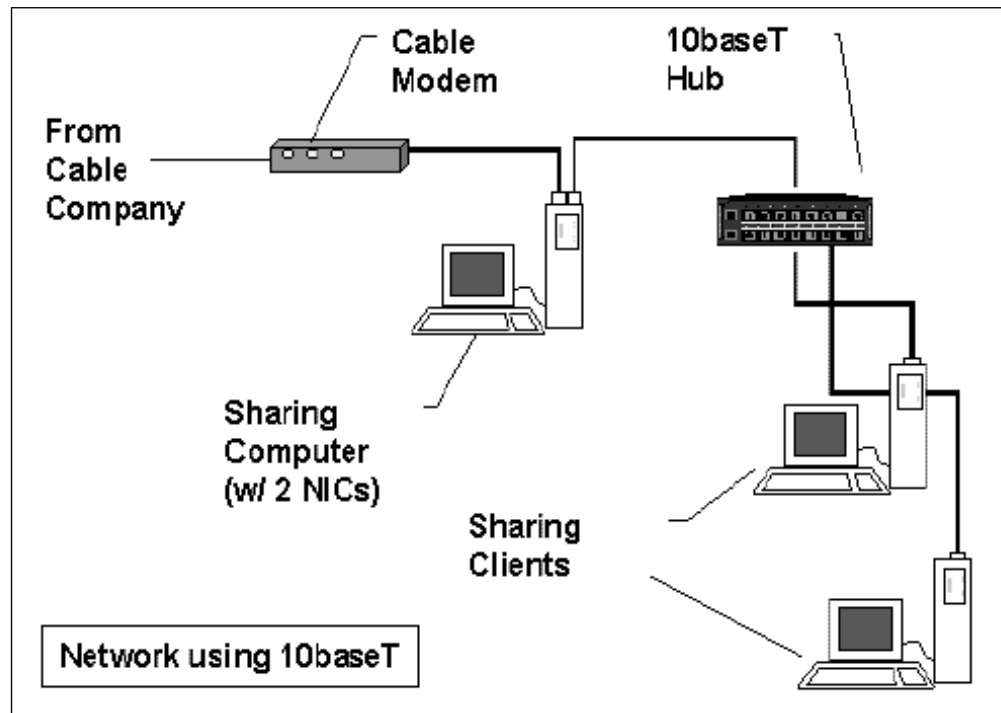 Cable
Modem
10baseT
Hub
From
Cable
Company
Sharing
Computer
(w/ 2 NICs)
Sharing
Clients
Network using 10baseT